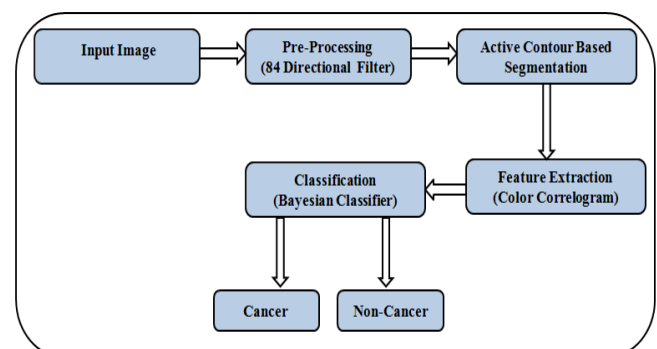 Input Image
Pre-Processing
(84 Directional Filter)
Active Contour Based
Segmentation
Feature Extraction
(Color Correlogram)
Classification
(Bayesian Classifier)
Cancer
Non-Cancer